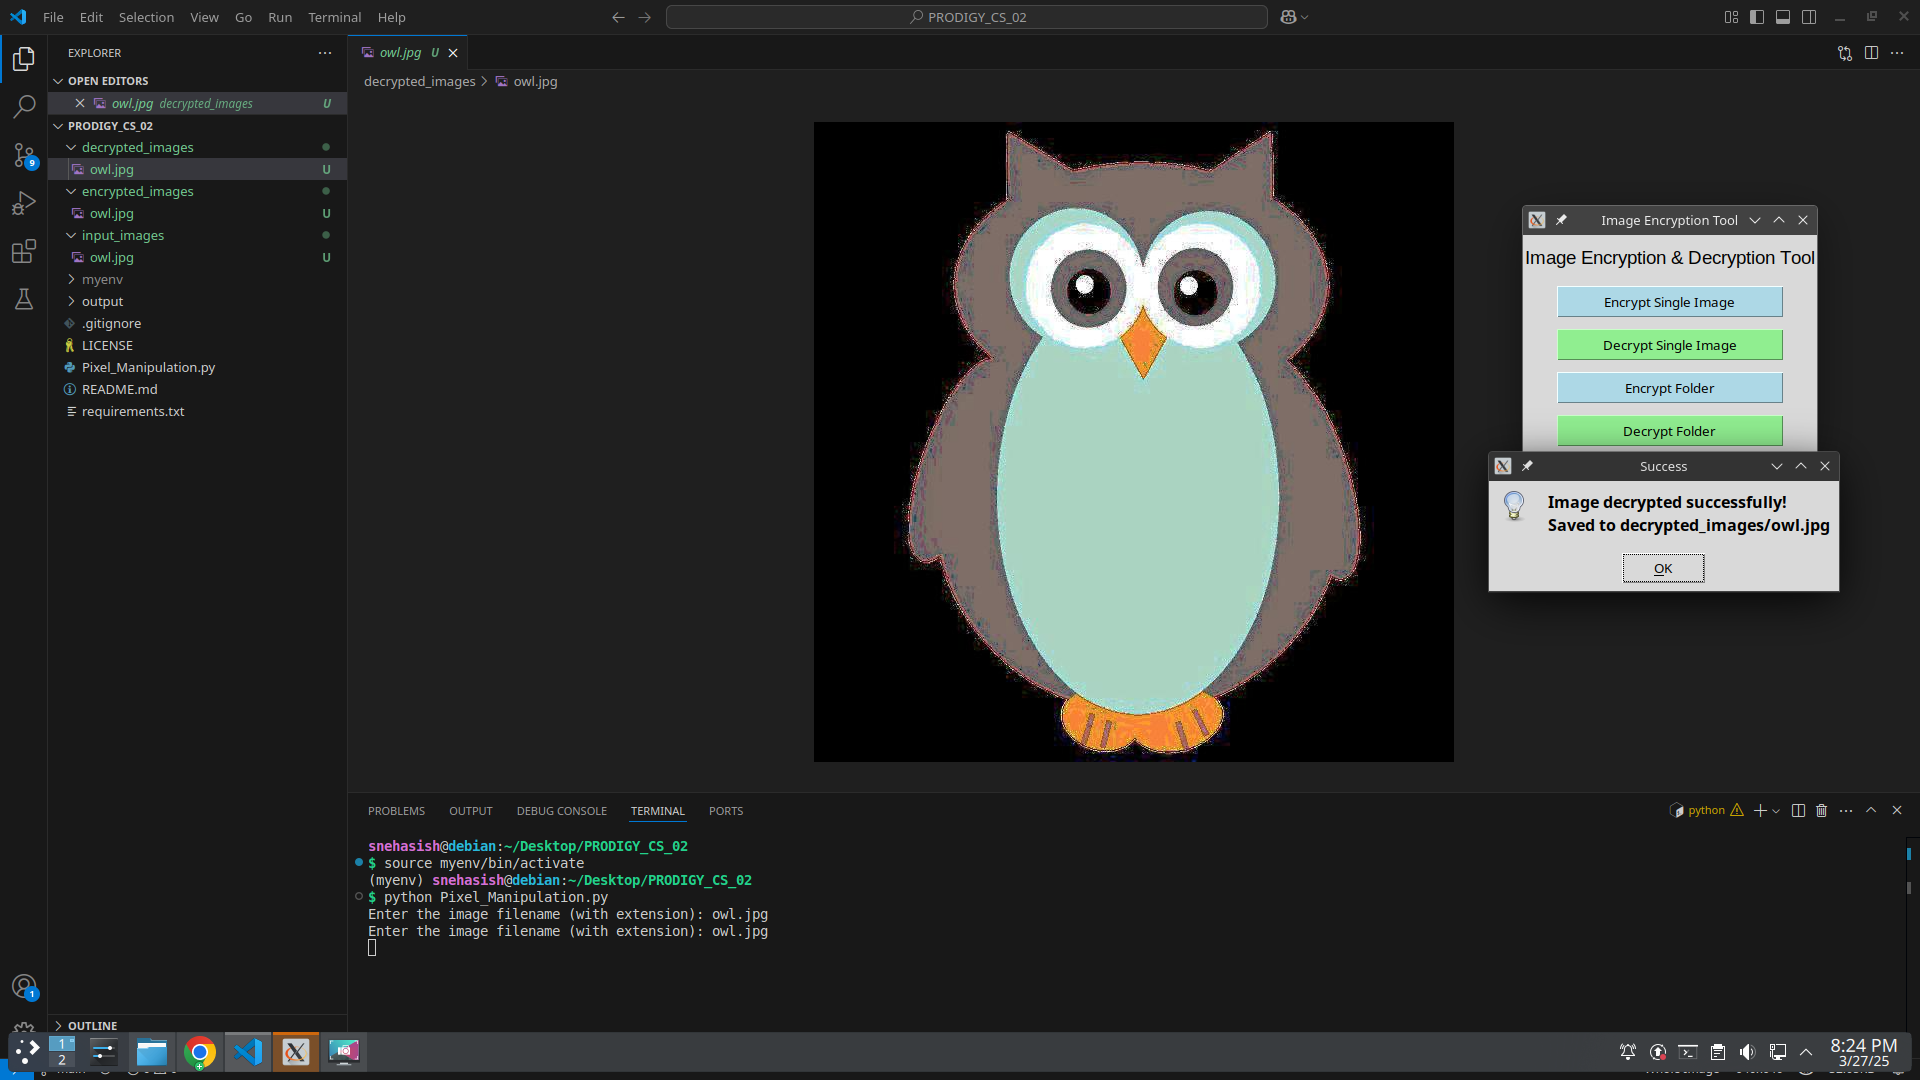 File Edit Selection View Go Run Terminal Help
PRODIGY_CS_02
EXPLORER
OPEN EDITORS
owl.jpg decrypted_images U
PRODIGY_CS_02
decrypted_images
owl.jpg U
encrypted_images
owl.jpg U
input_images
owl.jpg U
myenv
output
.gitignore
LICENSE
Pixel_Manipulation.py
README.md
requirements.txt
OUTLINE
9
1
owl.jpg U
decrypted_images > owl.jpg
Image Encryption Tool
Image Encryption & Decryption Tool
Encrypt Single Image
Decrypt Single Image
Encrypt Folder
Decrypt Folder
Success
Image decrypted successfully!
Saved to decrypted_images/owl.jpg
OK
PROBLEMS OUTPUT DEBUG CONSOLE TERMINAL PORTS
python
snehasish@debian:~/Desktop/PRODIGY_CS_02
$ source myenv/bin/activate
(myenv) snehasish@debian:~/Desktop/PRODIGY_CS_02
$ python Pixel_Manipulation.py
Enter the image filename (with extension): owl.jpg
Enter the image filename (with extension): owl.jpg
1
2
8:24 PM
3/27/25